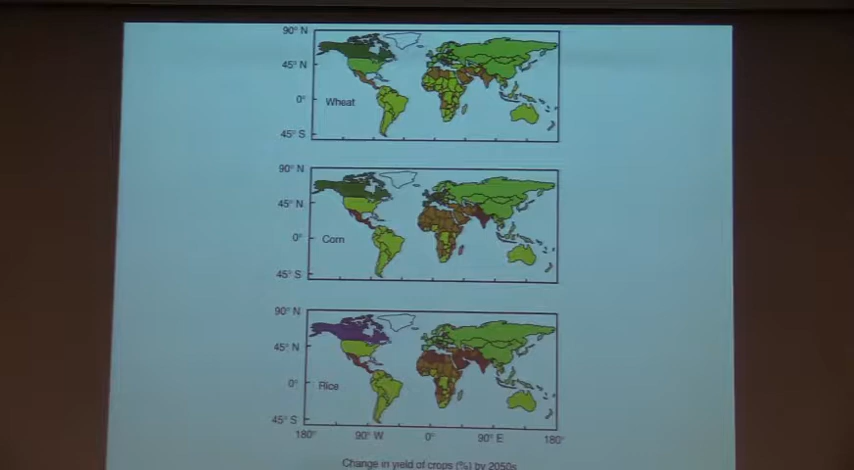 90° N
45° N
0°
Wheat
45° S
90° N
45° N
0°
Corn
45° S
90° N
45° N
0°
Rice
45° S
180° 90° W 0° 90° E 180°
Change in yield of crops (%) by 2050s